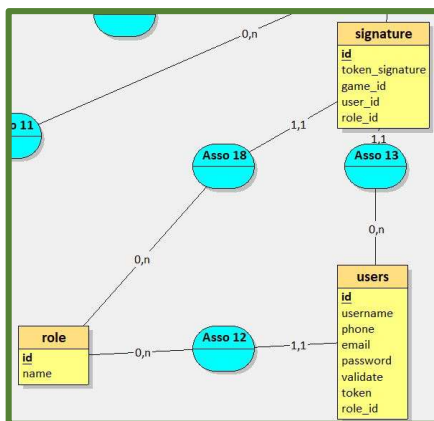 signature
id
token_signature
game_id
user_id
role_id
0,n
11
1,1
1,1
Asso 18
Asso 13
0,n
0,n
users
id
username
phone
email
password
validate
token
role_id
role
id
name
0,n
Asso 12
1,1